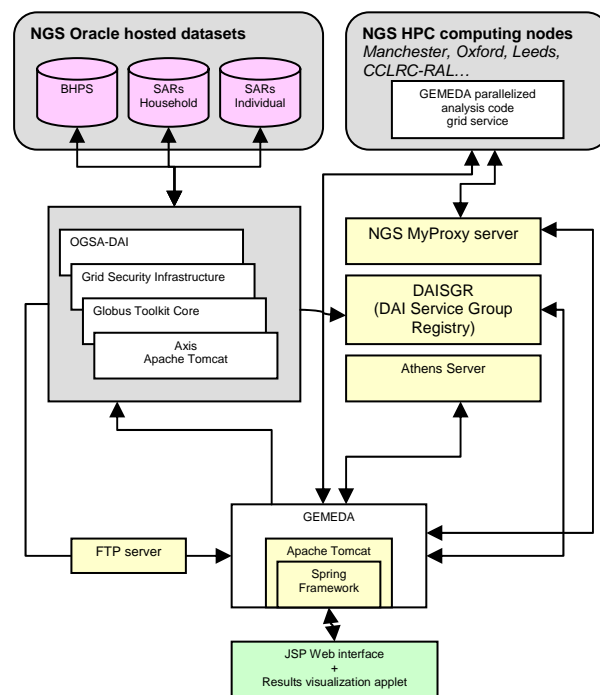 NGS Oracle hosted datasets
BHPS
SARs
Household
SARs
Individual
NGS HPC computing nodes
Manchester, Oxford, Leeds,
CCLRC-RAL…
GEMEDA parallelized
analysis code
grid service
OGSA-DAI
Grid Security Infrastructure
Globus Toolkit Core
Axis
Apache Tomcat
NGS MyProxy server
DAISGR
(DAI Service Group
Registry)
Athens Server
GEMEDA
FTP server
Apache Tomcat
Spring
Framework
JSP Web interface
+
Results visualization applet